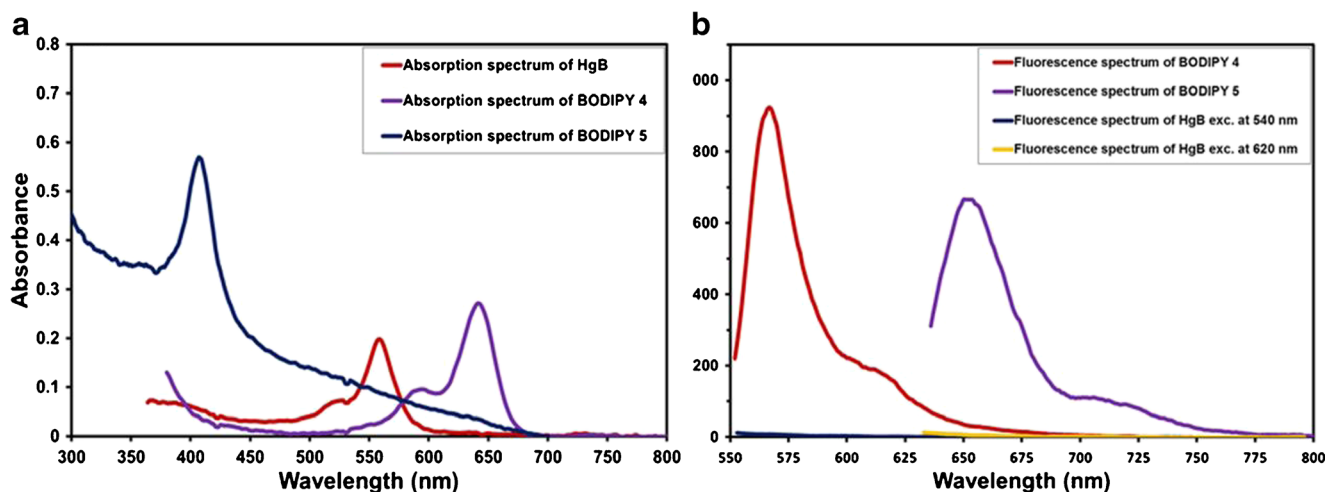 a
0.8
0.7
0.6
0.5
0.4
0.3
0.2
0.1
0
Absorbance
Absorption spectrum of HgB
Absorption spectrum of BODIPY 4
Absorption spectrum of BODIPY 5
300 350 400 450 500 550 600 650 700 750 800
Wavelength (nm)
b
000
800
600
400
200
0
Fluorescence spectrum of BODIPY 4
Fluorescence spectrum of BODIPY 5
Fluorescence spectrum of HgB exc. at 540 nm
Fluorescence spectrum of HgB exc. at 620 nm
550 575 600 625 650 675 700 725 750 775 800
Wavelength (nm)